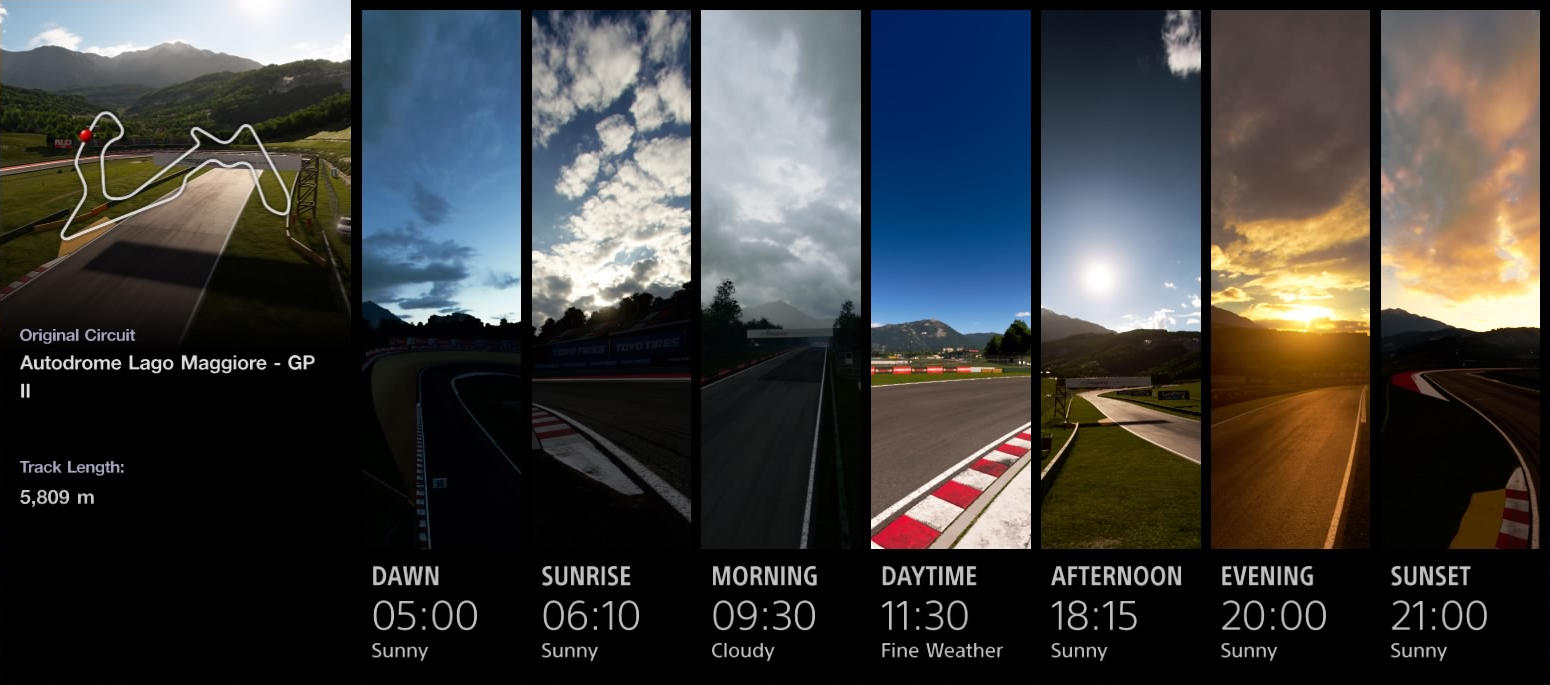 Original Circuit
Autodrome Lago Maggiore - GP
II
Track Length:
5,809 m
TOYO TIRES
TOYO TIRES
DAWN
05:00
Sunny
SUNRISE
06:10
Sunny
MORNING
09:30
Cloudy
DAYTIME
11:30
Fine Weather
AFTERNOON
18:15
Sunny
EVENING
20:00
Sunny
SUNSET
21:00
Sunny